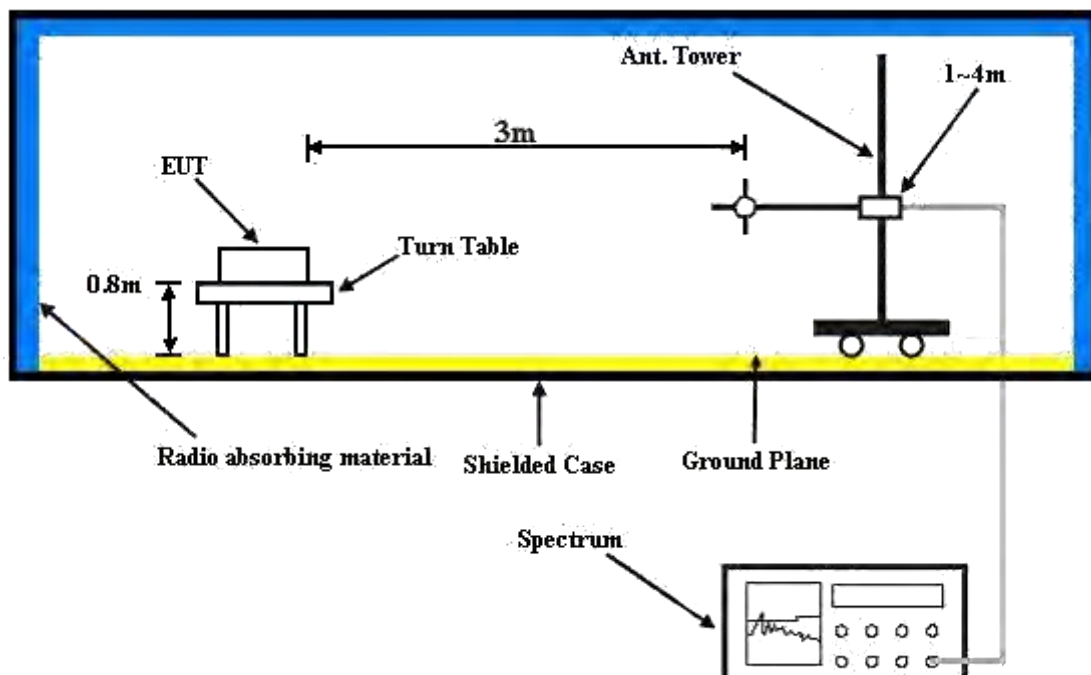 Ant. Tower
1~4m
3m
EUT
Turn Table
0.8m
Radio absorbing material
Shielded Case
Ground Plane
Spectrum